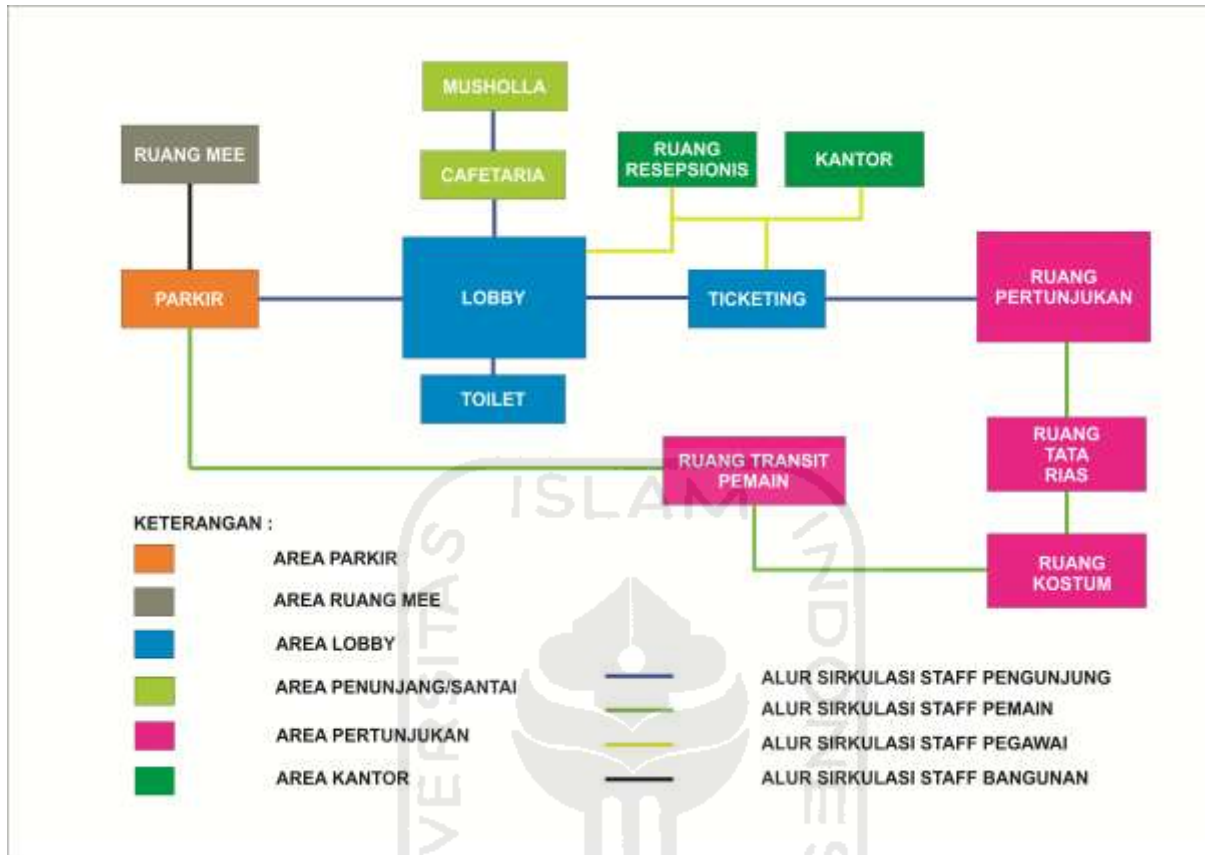 MUSHOLLA
RUANG MEE
CAFETARIA
RUANG
RESEPSIONIS
KANTOR
PARKIR
LOBBY
TICKETING
RUANG
PERTUNJUKAN
TOILET
RUANG TRANSIT
PEMAIN
RUANG
TATA
RIAS
RUANG
KOSTUM
KETERANGAN :
AREA PARKIR
AREA RUANG MEE
AREA LOBBY
AREA PENUNJANG/SANTAI
AREA PERTUNJUKAN
AREA KANTOR
ALUR SIRKULASI STAFF PENGUNJUNG
ALUR SIRKULASI STAFF PEMAIN
ALUR SIRKULASI STAFF PEGAWAI
ALUR SIRKULASI STAFF BANGUNAN
ISLAM
VERSITAS
INDONES